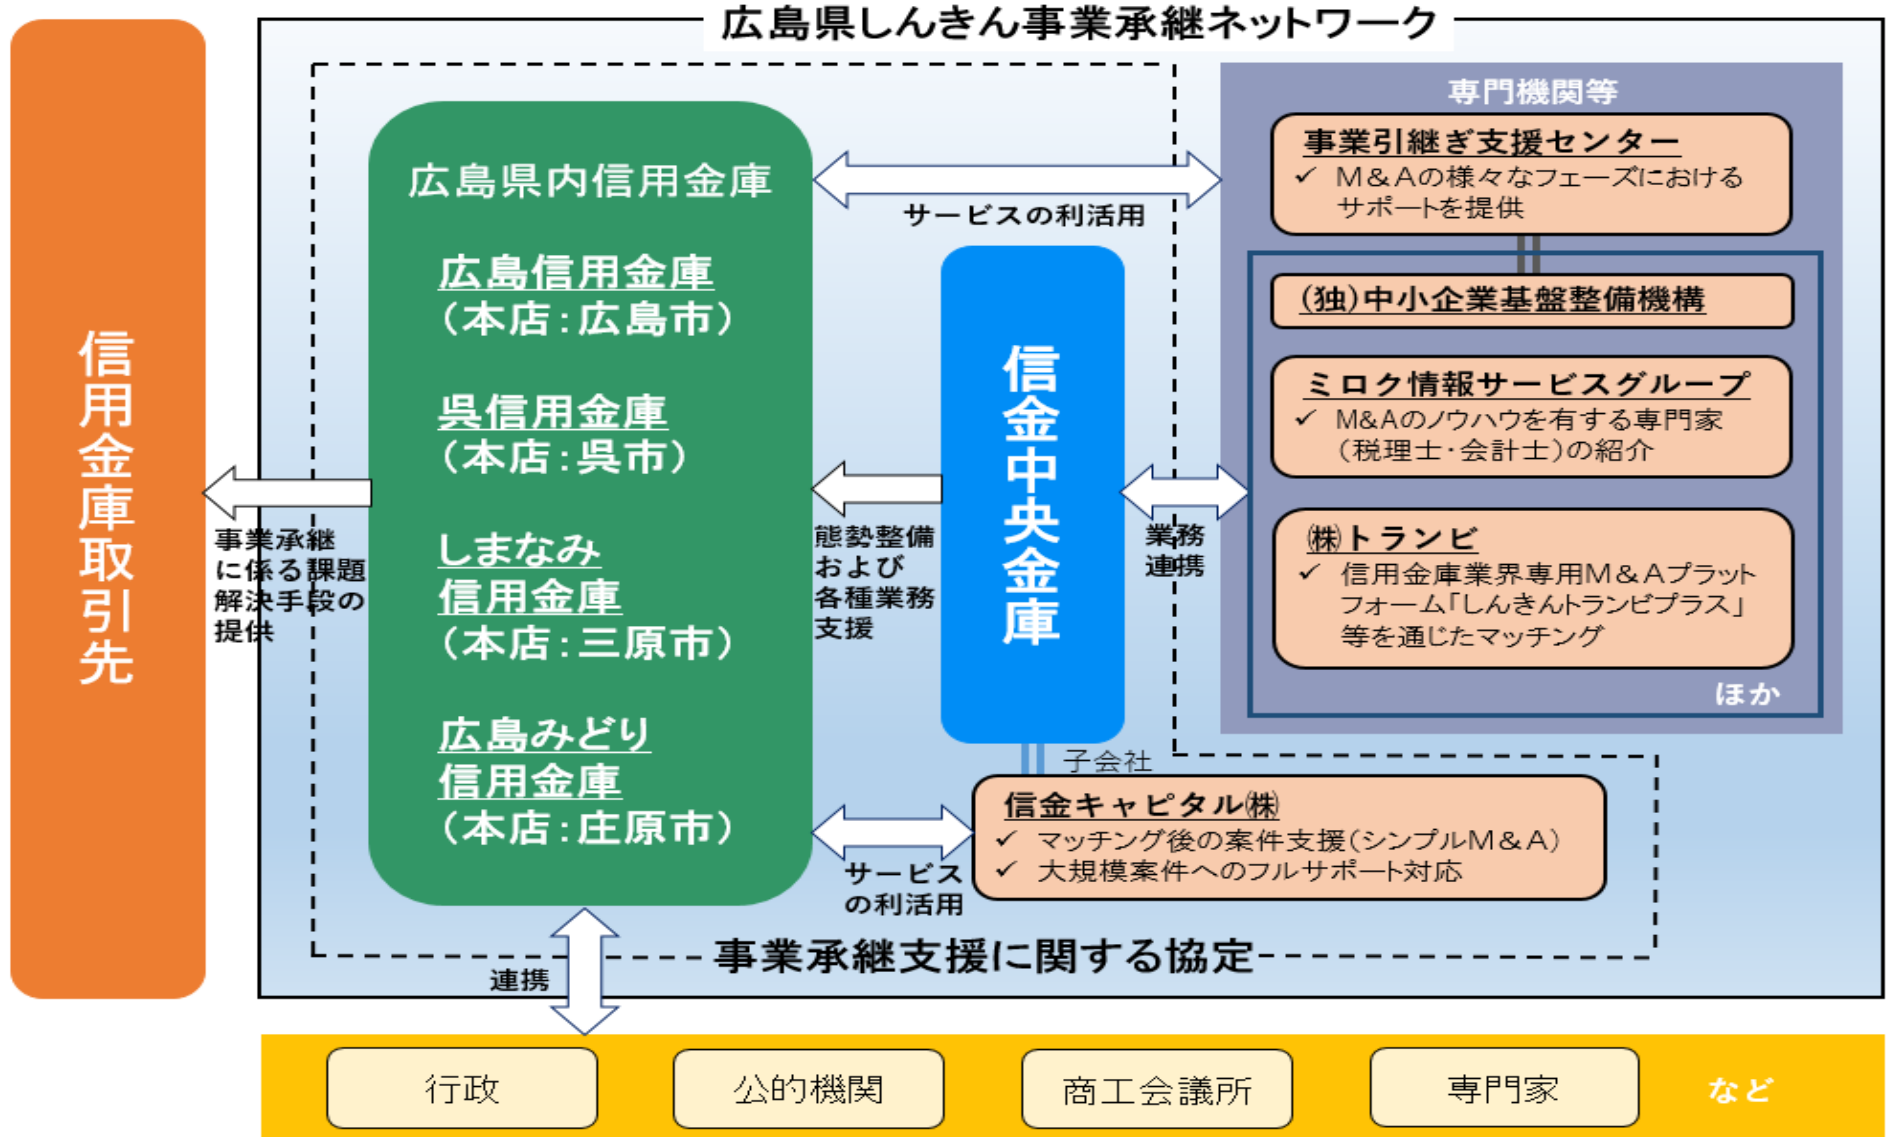 広島県しんきん事業承継ネットワーク
信用金庫取引先
広島県内信用金庫
広島信用金庫
（本店：広島市）
呉信用金庫
（本店：呉市）
しまなみ
信用金庫
（本店：三原市）
広島みどり
信用金庫
（本店：庄原市）
事業承継
に係る課題
解決手段の
提供
サービスの利活用
信金中央金庫
態勢整備
および
各種業務
支援
業務
連携
専門機関等
事業引継ぎ支援センター
✓ M&Aの様々なフェーズにおける
サポートを提供
(独)中小企業基盤整備機構
ミロク情報サービスグループ
✓ M&Aのノウハウを有する専門家
（税理士・会計士）の紹介
㈱トランビ
✓ 信用金庫業界専用M&Aプラット
フォーム「しんきんトランビプラス」
等を通じたマッチング
ほか
子会社
信金キャピタル㈱
✓ マッチング後の案件支援（シンプルM&A）
✓ 大規模案件へのフルサポート対応
サービス
の利活用
事業承継支援に関する協定
連携
行政
公的機関
商工会議所
専門家
など